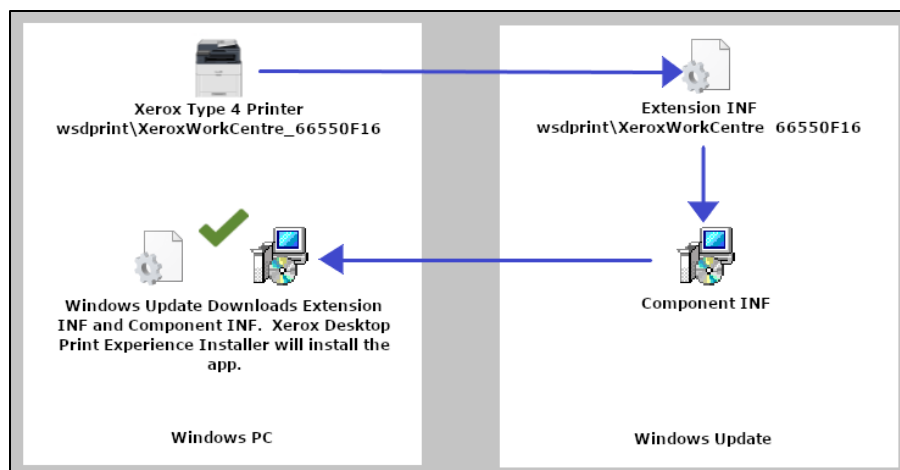 Xerox Type 4 Printer
wsdprint\XeroxWorkCentre_66550F16
Extension INF
wsdprint\XeroxWorkCentre 66550F16
Windows Update Downloads Extension
INF and Component INF.  Xerox Desktop
Print Experience Installer will install the
app.
Component INF
Windows PC
Windows Update